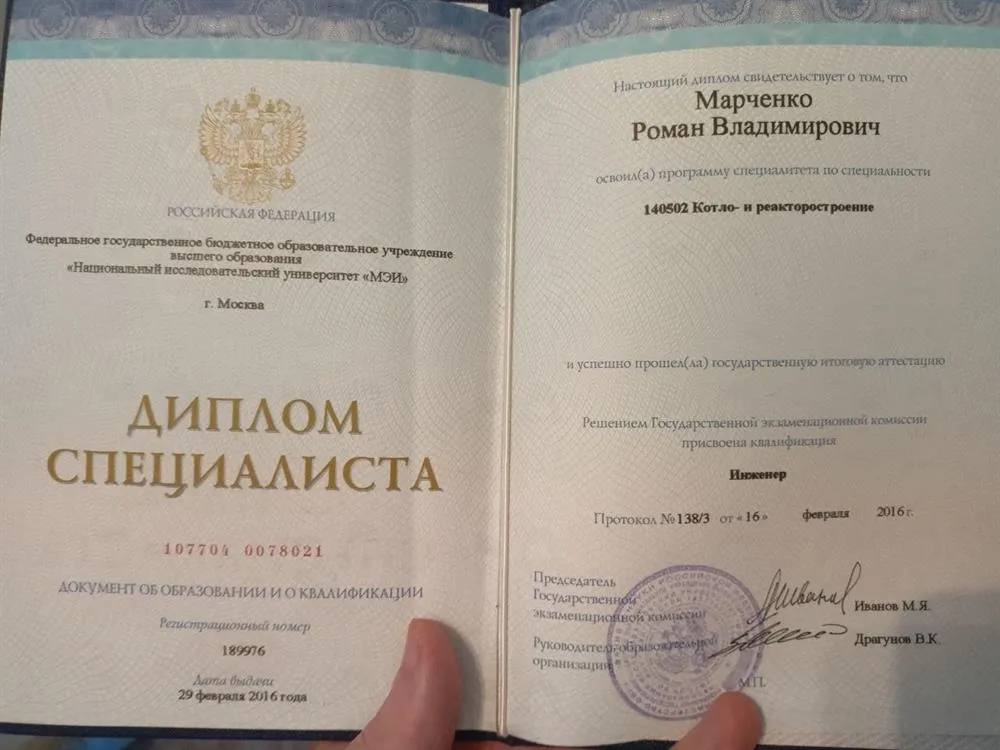 РОССИЙСКАЯ ФЕДЕРАЦИЯ
Федеральное государственное бюджетное образовательное учреждение
высшего образования
«Национальный исследовательский университет «МЭИ»
г. Москва
ДИПЛОМ
СПЕЦИАЛИСТА
107704 0078021
ДОКУМЕНТ ОБ ОБРАЗОВАНИИ И О КВАЛИФИКАЦИИ
Регистрационный номер
189976
Дата выдачи
29 февраля 2016 года
Настоящий диплом свидетельствует о том, что
Марченко
Роман Владимирович
освоил(а) программу специалитета по специальности
140502 Котло- и реакторостроение
и успешно прошел(ла) государственную итоговую аттестацию
Решением Государственной экзаменационной комиссии
присвоена квалификация
Инженер
Протокол № 138/3 от «16» февраля 2016 г.
Председатель
Государственной
экзаменационной комиссии
Иванов М.Я.
Руководитель образовательной
организации
Драгунов В.К.
М.П.